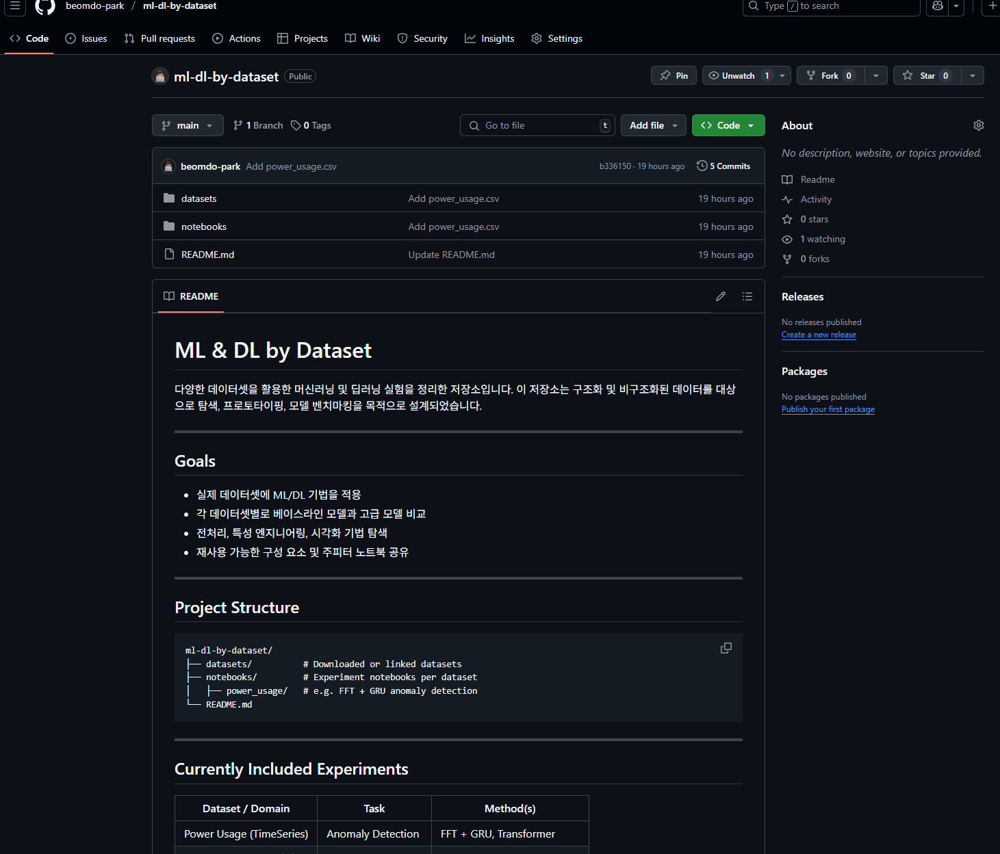 beomdo-park / ml-dl-by-dataset
Type / to search
Code Issues Pull requests Actions Projects Wiki Security Insights Settings
ml-dl-by-dataset Public
Pin Unwatch 1 Fork 0 Star 0
main 1 Branch 0 Tags
Go to file t Add file Code
beomdo-park Add power_usage.csv b336150 · 19 hours ago 5 Commits
datasets Add power_usage.csv 19 hours ago
notebooks Add power_usage.csv 19 hours ago
README.md Update README.md 19 hours ago
About
No description, website, or topics provided.
Readme
Activity
0 stars
1 watching
0 forks
Releases
No releases published
Create a new release
Packages
No packages published
Publish your first package
README
ML & DL by Dataset
다양한 데이터셋을 활용한 머신러닝 및 딥러닝 실험을 정리한 저장소입니다. 이 저장소는 구조화 및 비구조화된 데이터를 대상
으로 탐색, 프로토타이핑, 모델 벤치마킹을 목적으로 설계되었습니다.
Goals
• 실제 데이터셋에 ML/DL 기법을 적용
• 각 데이터셋별로 베이스라인 모델과 고급 모델 비교
• 전처리, 특성 엔지니어링, 시각화 기법 탐색
• 재사용 가능한 구성 요소 및 주피터 노트북 공유
Project Structure
ml-dl-by-dataset/
├── datasets/ # Downloaded or linked datasets
├── notebooks/ # Experiment notebooks per dataset
│ ├── power_usage/ # e.g. FFT + GRU anomaly detection
└── README.md
Currently Included Experiments
Dataset / Domain Task Method(s)
Power Usage (TimeSeries) Anomaly Detection FFT + GRU, Transformer